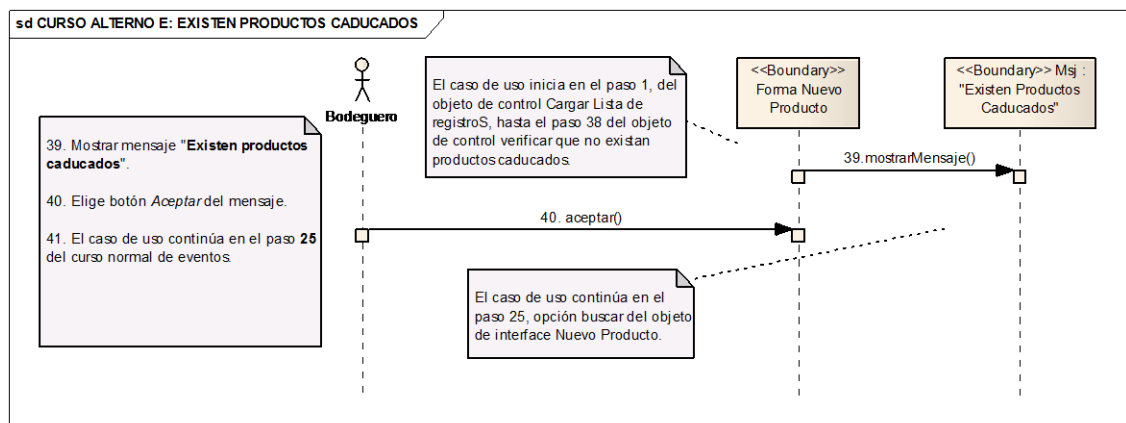 sd CURSO ALTERNO E: EXISTEN PRODUCTOS CADUCADOS
Bodeguero
El caso de uso inicia en el paso 1, del
objeto de control Cargar Lista de
registroS, hasta el paso 38 del objeto
de control verificar que no existan
productos caducados.
<<Boundary>>
Forma Nuevo
Producto
<<Boundary>> Msj :
"Existen Productos
Caducados"
39. Mostrar mensaje "Existen productos
caducados".
40. Elige botón Aceptar del mensaje.
41. El caso de uso continúa en el paso 25
del curso normal de eventos.
39.mostrarMensaje()
40. aceptar()
El caso de uso continúa en el
paso 25, opción buscar del objeto
de interface Nuevo Producto.